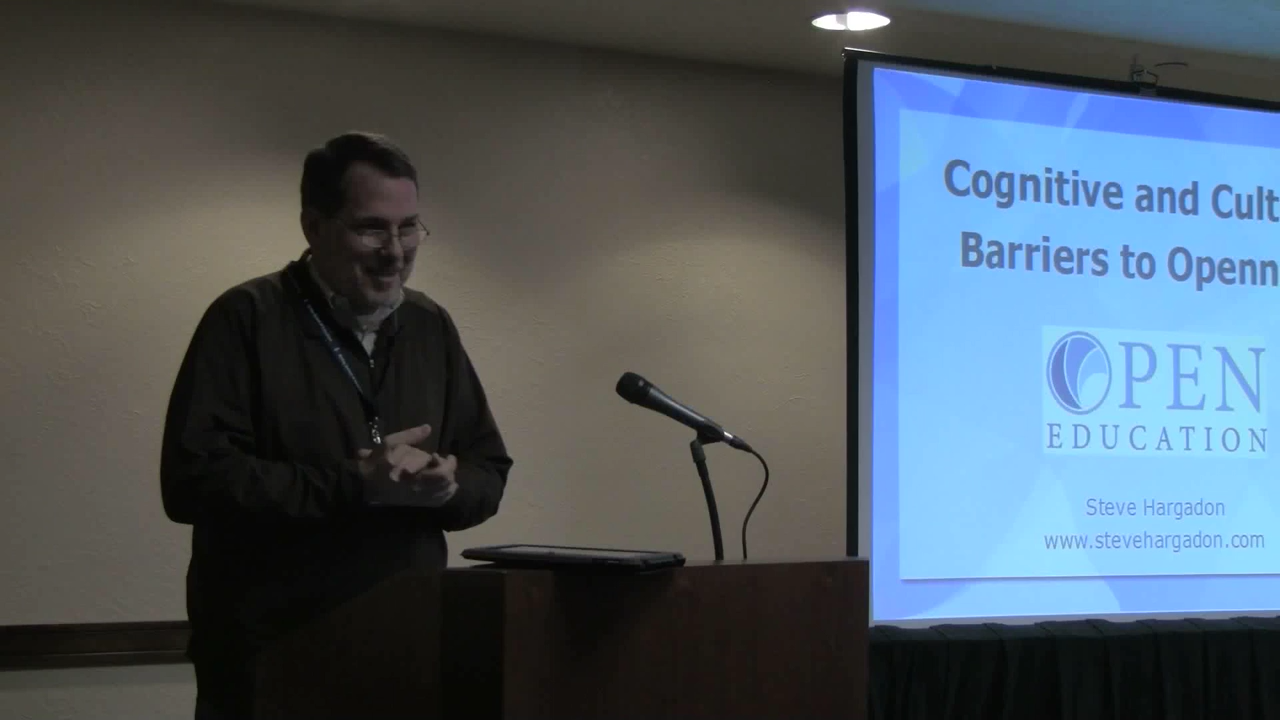 Cognitive and Cult
Barriers to Openn
OPEN
EDUCATION
Steve Hargadon
www.stevehargadon.com